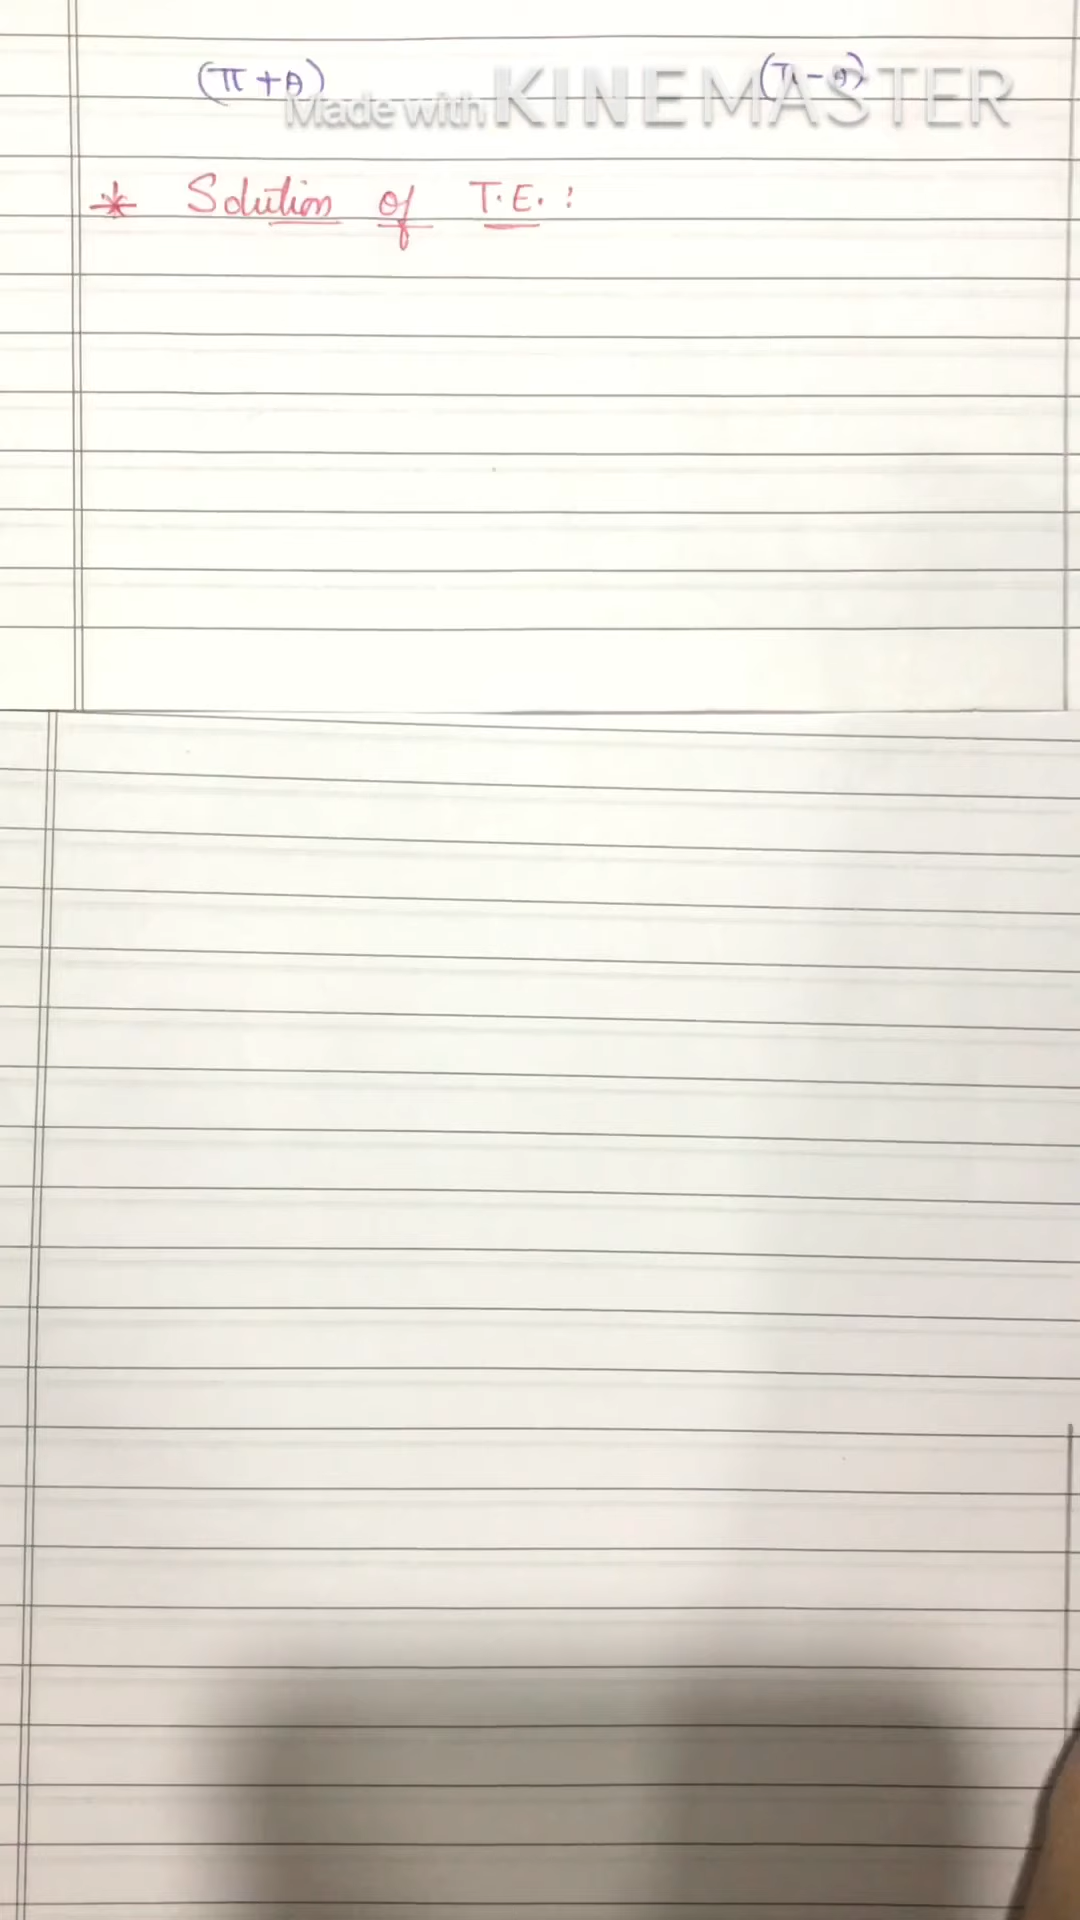 (π+θ) (π-θ)
Made with KINEMASTER
* Solution of T.E. :